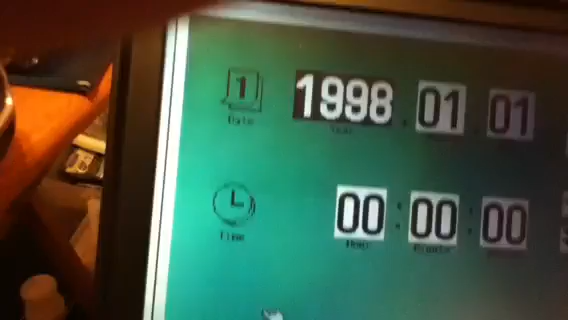 1 1998 . 01 . 01
Date Year
00 : 00 : 00
Time Hour Minute